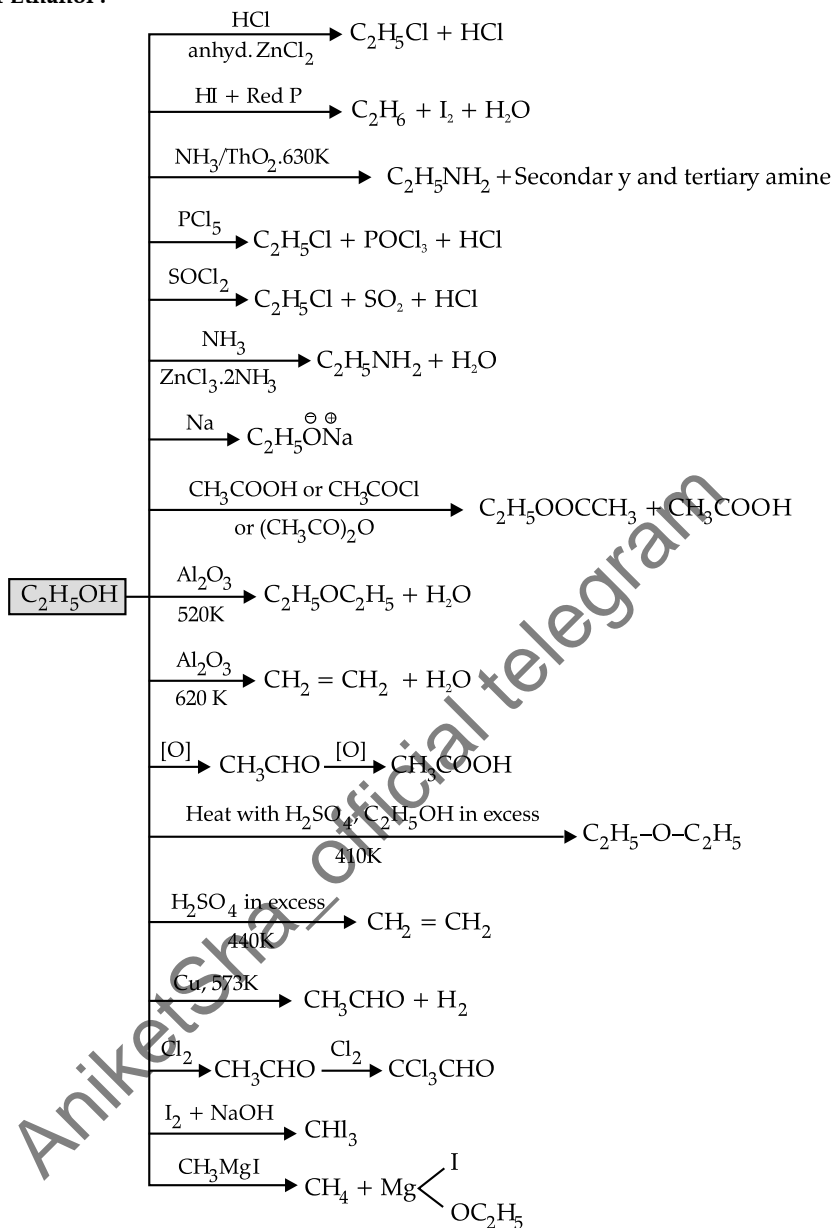 Ethanol :
HCl
anhyd. ZnCl2
C2H5Cl + HCl
HI + Red P
C2H6 + I2 + H2O
NH3/ThO2.630K
C2H5NH2 +Secondar y and tertiary amine
PCl5
C2H5Cl + POCl3 + HCl
SOCl2
C2H5Cl + SO2 + HCl
NH3
ZnCl3.2NH3
C2H5NH2 + H2O
Na
⊖ ⊕
C2H5ONa
CH3COOH or CH3COCl
or (CH3CO)2O
C2H5OOCCH3 + CH3COOH
C2H5OH
Al2O3
520K
C2H5OC2H5 + H2O
Al2O3
620 K
CH2 = CH2 + H2O
[O]
CH3CHO
[O]
CH3COOH
Heat with H2SO4, C2H5OH in excess
410K
C2H5–O–C2H5
H2SO4 in excess
440K
CH2 = CH2
Cu, 573K
CH3CHO + H2
Cl2
CH3CHO
Cl2
CCl3CHO
I2 + NaOH
CHI3
CH3MgI
CH4 + Mg
I
OC2H5
AniketSha_official telegram